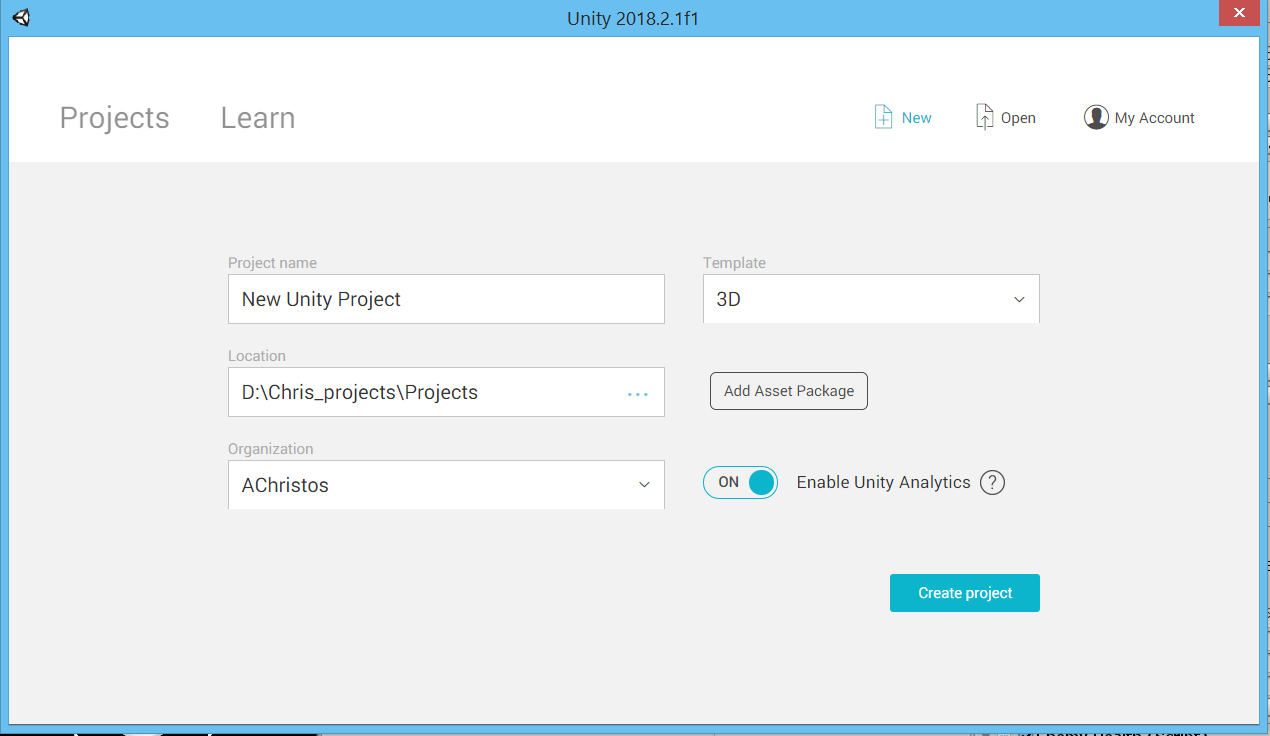 Unity 2018.2.1f1
Projects
Learn
New
Open
My Account
Project name
New Unity Project
Template
3D
Location
D:\Chris_projects\Projects
...
Add Asset Package
Organization
AChristos
ON
Enable Unity Analytics
?
Create project